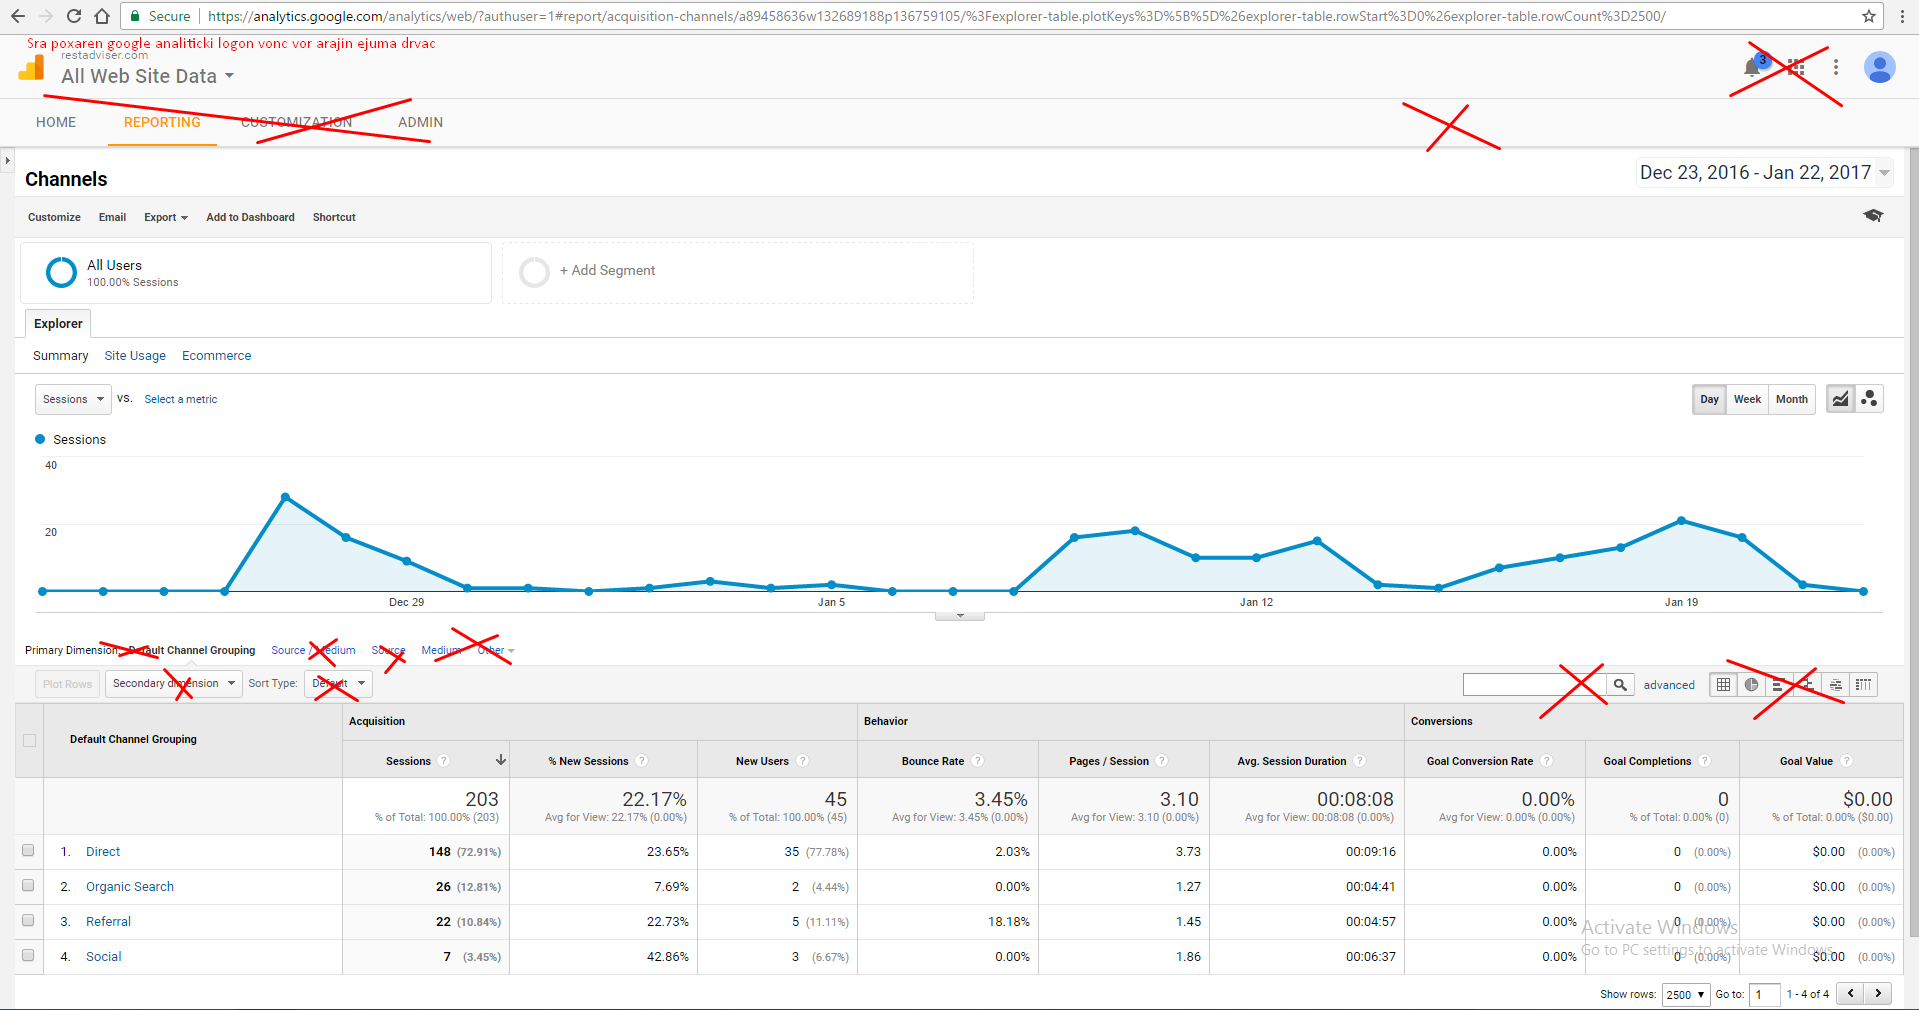 Secure https://analytics.google.com/analytics/web/?authuser=1#report/acquisition-channels/a89458636w132689188p136759105/%3Fexplorer-table.plotKeys%3D%5B%5D%26explorer-table.rowStart%3D0%26explorer-table.rowCount%3D2500/
Sra poxaren google analiticki logon vonc vor arajin ejuma drvac
restadviser.com
All Web Site Data
3
HOME REPORTING CUSTOMIZATION ADMIN
Channels
Dec 23, 2016 - Jan 22, 2017
Customize Email Export Add to Dashboard Shortcut
All Users
100.00% Sessions
+ Add Segment
Explorer
Summary Site Usage Ecommerce
Sessions VS. Select a metric
Day Week Month
Sessions
40
20
Dec 29 Jan 5 Jan 12 Jan 19
Primary Dimension: Default Channel Grouping Source / Medium Source Medium Other
Plot Rows Secondary dimension Sort Type: Default advanced
Default Channel Grouping Acquisition Behavior Conversions
Sessions ? % New Sessions ? New Users ? Bounce Rate ? Pages / Session ? Avg. Session Duration ? Goal Conversion Rate ? Goal Completions ? Goal Value ?
203 22.17% 45 3.45% 3.10 00:08:08 0.00% 0 $0.00
% of Total: 100.00% (203) Avg for View: 22.17% (0.00%) % of Total: 100.00% (45) Avg for View: 3.45% (0.00%) Avg for View: 3.10 (0.00%) Avg for View: 00:08:08 (0.00%) Avg for View: 0.00% (0.00%) % of Total: 0.00% (0) % of Total: 0.00% ($0.00)
1. Direct 148 (72.91%) 23.65% 35 (77.78%) 2.03% 3.73 00:09:16 0.00% 0 (0.00%) $0.00 (0.00%)
2. Organic Search 26 (12.81%) 7.69% 2 (4.44%) 0.00% 1.27 00:04:41 0.00% 0 (0.00%) $0.00 (0.00%)
3. Referral 22 (10.84%) 22.73% 5 (11.11%) 18.18% 1.45 00:04:57 0.00% 0 (0.00%) $0.00 (0.00%)
Activate Windows
Go to PC settings to activate Windows.
4. Social 7 (3.45%) 42.86% 3 (6.67%) 0.00% 1.86 00:06:37 0.00% 0 (0.00%) $0.00 (0.00%)
Show rows: 2500 Go to: 1 1 - 4 of 4